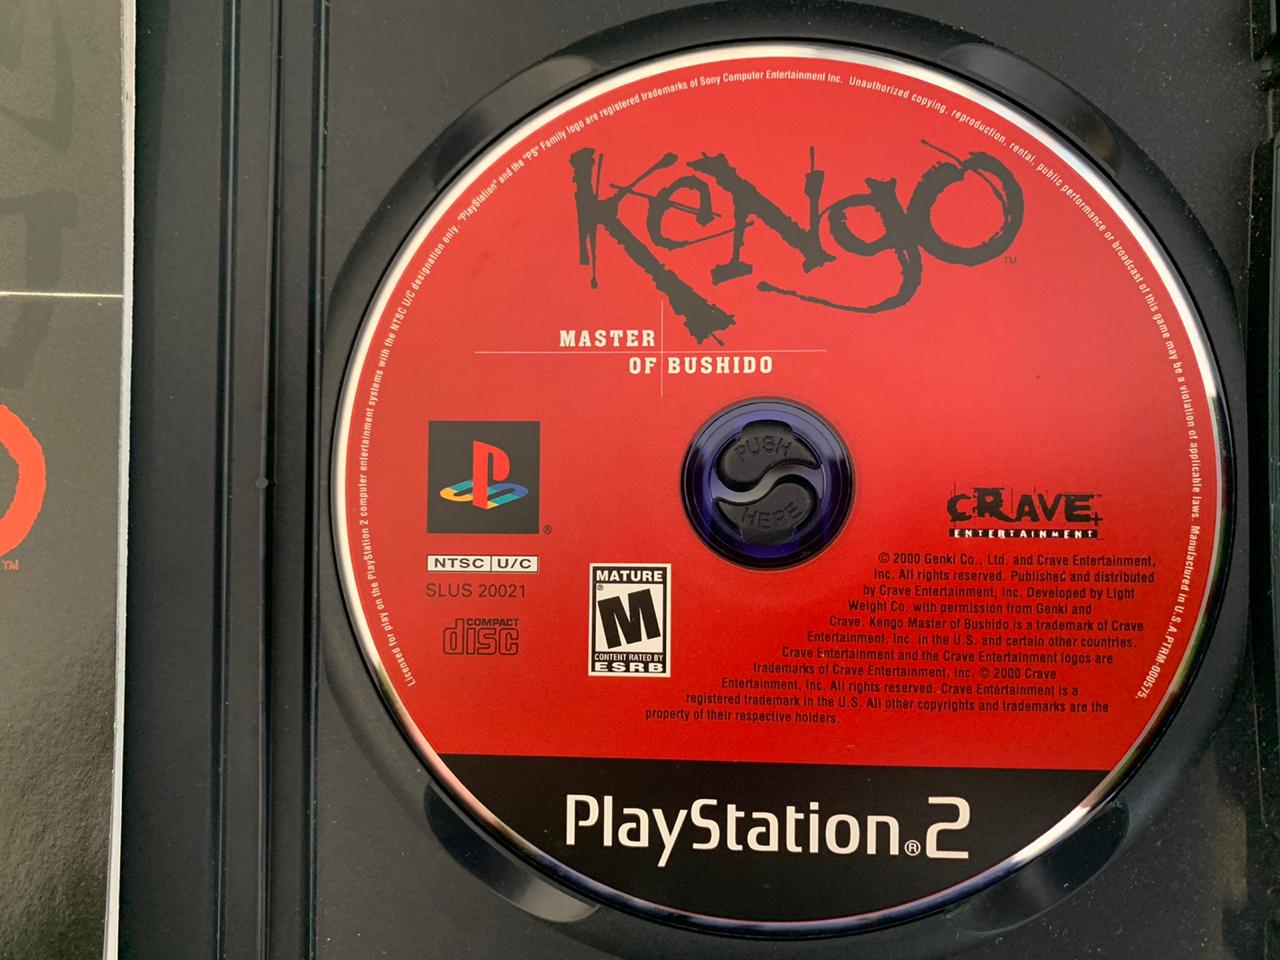 "PlayStation" and the "PS" Family logo are registered trademarks of Sony Computer Entertainment Inc. Unauthorized copying, reproduction, rental, public performance or broadcast of this game may be a violation of applicable laws. Manufactured in U.S.A. PTRM-000575.
Licensed for play on the PlayStation 2 computer entertainment systems with the NTSC U/C designation only.
KeNgO
TM
MASTER
OF BUSHIDO
PUSH
HERE
®
CRAVE
ENTERTAINMENT
NTSC U/C
SLUS 20021
COMPACT
disc
MATURE
®
M
CONTENT RATED BY
ESRB
© 2000 Genki Co., Ltd. and Crave Entertainment,
Inc. All rights reserved. Published and distributed
by Crave Entertainment, Inc. Developed by Light
Weight Co. with permission from Genki and
Crave. Kengo Master of Bushido is a trademark of Crave
Entertainment, Inc. in the U.S. and certain other countries.
Crave Entertainment and the Crave Entertainment logos are
trademarks of Crave Entertainment, Inc. © 2000 Crave
Entertainment, Inc. All rights reserved. Crave Entertainment is a
registered trademark in the U.S. All other copyrights and trademarks are the
property of their respective holders.
PlayStation®2
TM